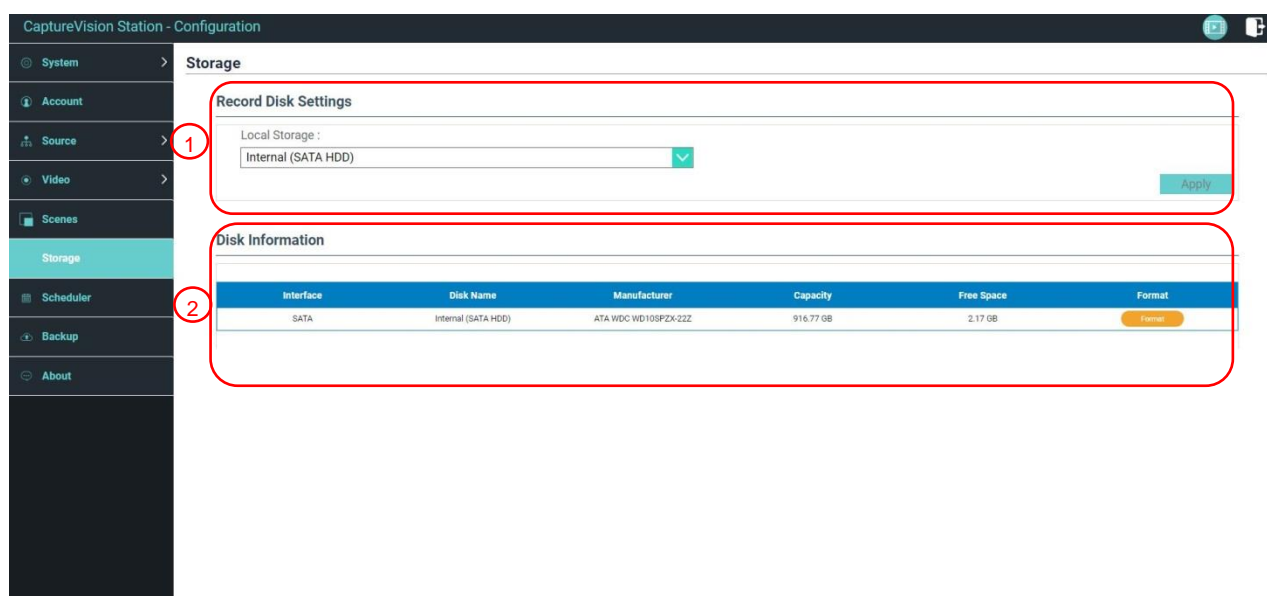 CaptureVision Station - Configuration
System
Account
Source
Video
Scenes
Storage
Scheduler
Backup
About
Storage
1
Record Disk Settings
Local Storage :
Internal (SATA HDD)
Apply
2
Disk Information
Interface Disk Name Manufacturer Capacity Free Space Format
SATA Internal (SATA HDD) ATA WDC WD10SPZX-22Z 916.77 GB 2.17 GB Format